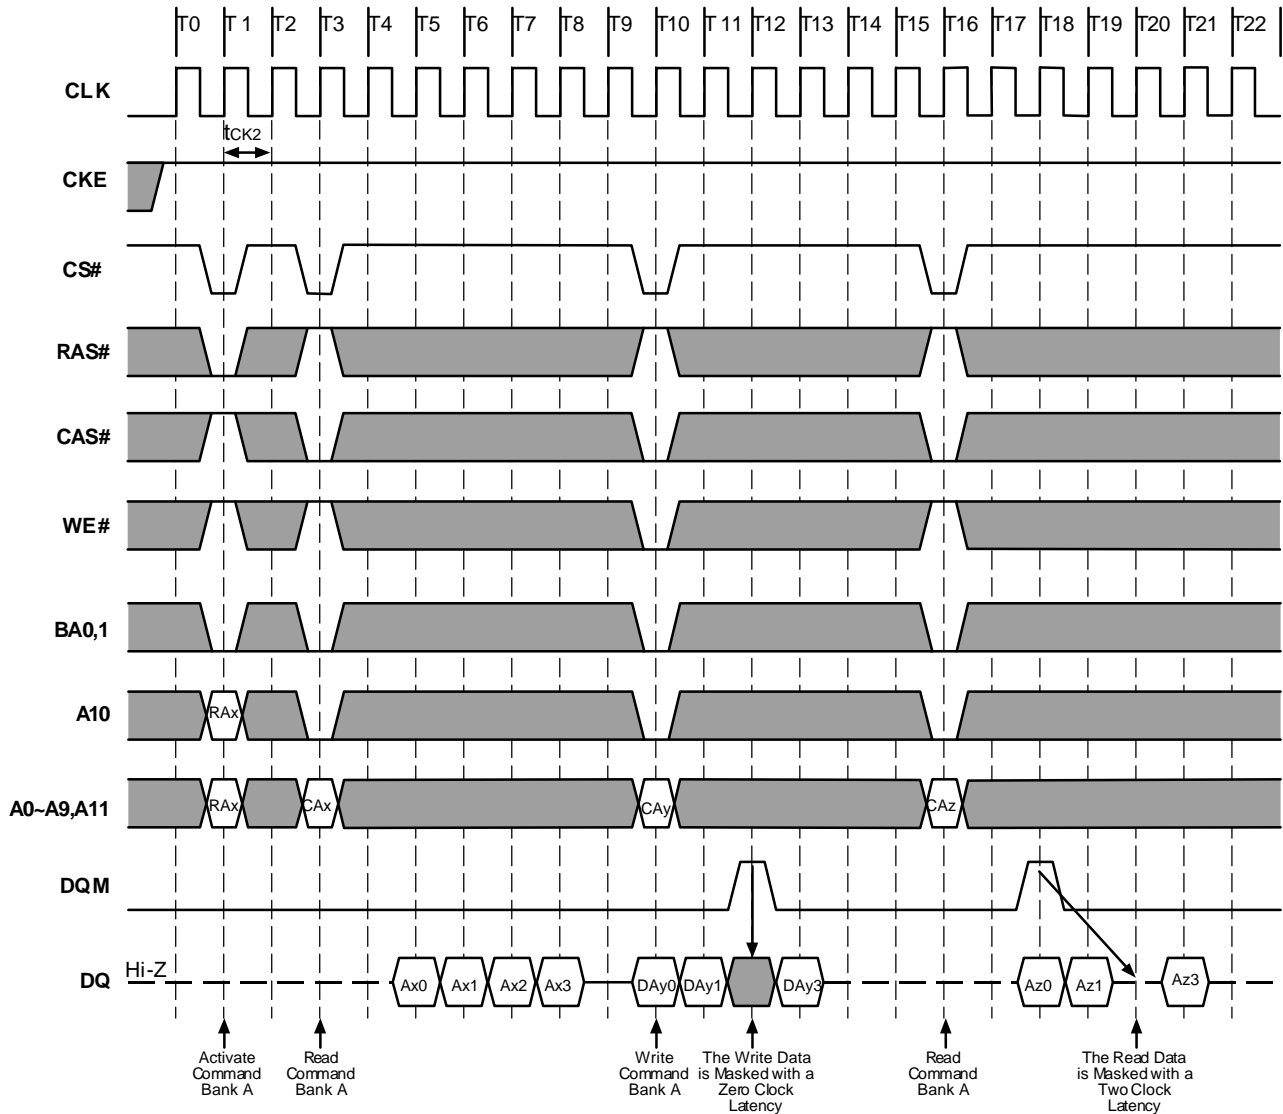 T0 T1 T2 T3 T4 T5 T6 T7 T8 T9 T10 T11 T12 T13 T14 T15 T16 T17 T18 T19 T20 T21 T22
CLK
tCK2
CKE
CS#
RAS#
CAS#
WE#
BA0,1
A10
RAx
A0~A9,A11
RAx CAx CAy CAz
DQM
DQ
Hi-Z
Ax0 Ax1 Ax2 Ax3 DAy0 DAy1 DAy3 Az0 Az1 Az3
Activate
Command
Bank A
Read
Command
Bank A
Write
Command
Bank A
The Write Data
is Masked with a
Zero Clock
Latency
Read
Command
Bank A
The Read Data
is Masked with a
Two Clock
Latency